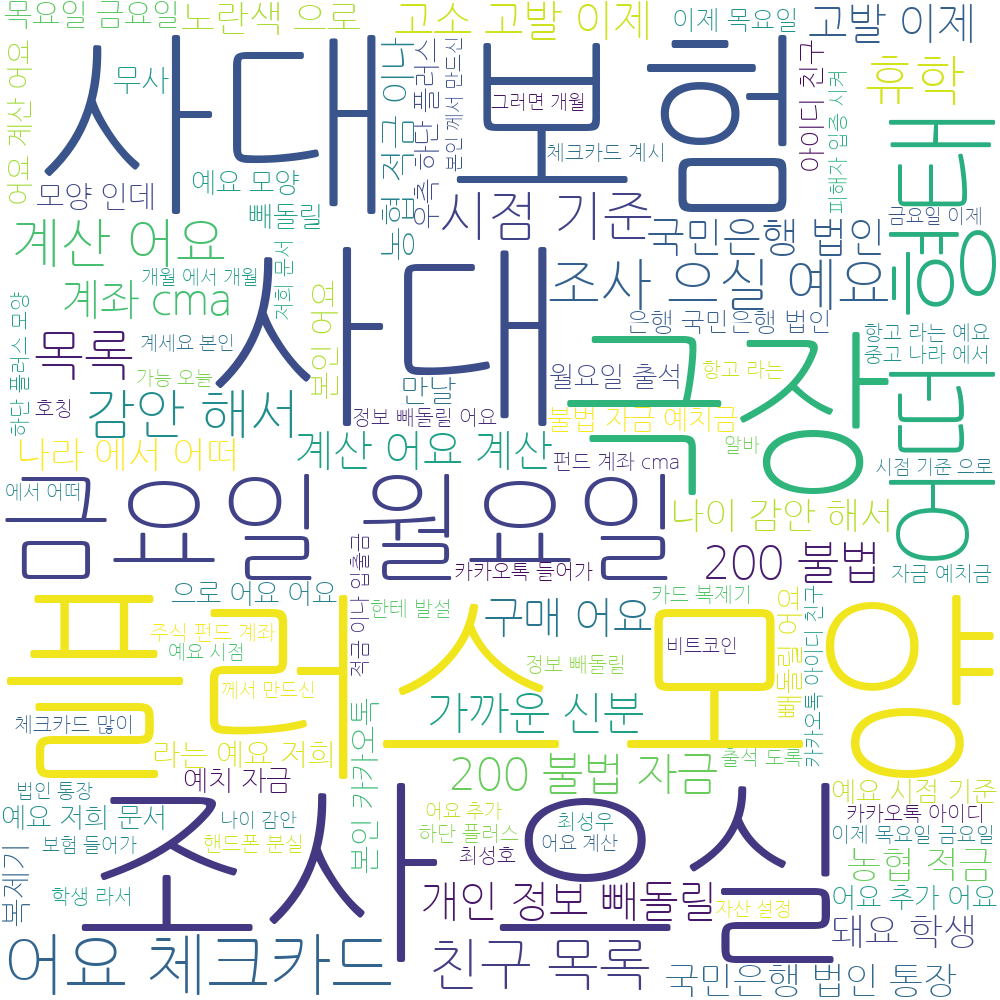 목요일 금요일
노란색 으로
고소 고발 이제
이제 목요일
고발 이제
어요 계산 어요
무사
사대보험
적금 이나
농협 적금 이나
하단 플러스
우측 하단 플러스
본인 께서 만드신
그러면 개월
체크카드 계시
아이디 친구
피해자 입증 시켜
휴학
형태
어떠
모양 인데
예요 모양
빼돌릴
시점 기준
국민은행 법인
금요일 이제
계산 어요
개월 에서 개월
저희 문서
사대
조사 으실 예요
계좌 cma
은행 국민은행 법인
하단 플러스 모양
목록
계세요 본인
본인 어요
극장
항고 라는 예요
중고 나라 에서
가능 오늘
만날
월요일 출석
항고 라는
호칭
감안 해서
정보 빼돌릴 어요
불법 자금 예치금
나라 에서 어떠
계산 어요 계산
펀드 계좌 cma
알바
시점 기준 으로
에서 어떠
금요일 월요일
나이 감안 해서
적금 이나 입출금
카카오톡 들어가
200 불법
자금 예치금
으로 어요 어요
한테 발설
구매 어요
카드 복제기
빼돌릴 어요
카카오톡 아이디 친구
플러스 모양
주식 펀드 계좌
예요 시점
비트코인
정보 빼돌릴
께서 만드신
체크카드 많이
가까운 신분
본인 카카오톡
라는 예요 저희
출석 도록
예치 자금
200 불법 자금
예요 시점 기준
법인 통장
조사 으실
예요 저희 문서
나이 감안
어요 추가
최성우
카카오톡 아이디
보험 들어가
핸드폰 분실
하단 플러스
어요 계산
이제 목요일 금요일
최성호
복제기
농협 적금
학생 라서
개인 정보 빼돌릴
자산 설정
어요 추가 어요
돼요 학생
어요 체크카드
친구 목록
국민은행 법인 통장